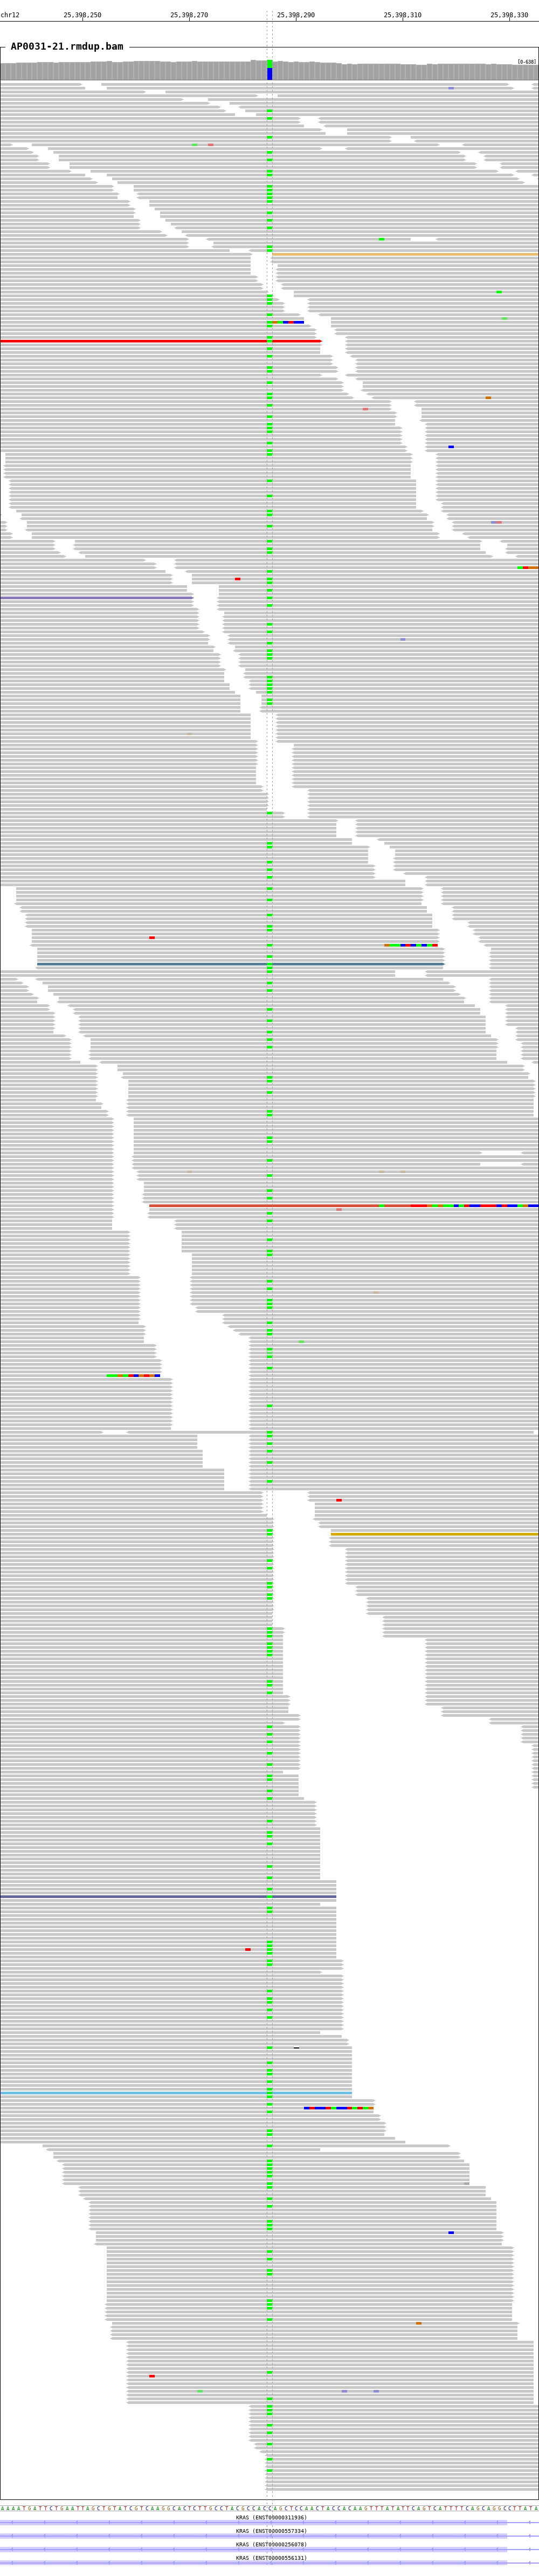 chr12 25,398,250 25,398,270 25,398,290 25,398,310 25,398,330
AP0031-21.rmdup.bam
[0-638]
AAAATGATTCTGAATTAGCTGTATCGTCAAGGCACTCTTGCCTACGCCACCAGCTCCAACTACCACAAGTTTATATTCAGTCATTTTCAGCAGGCCTTATA
KRAS (ENST00000311936)
KRAS (ENST00000557334)
KRAS (ENST00000256078)
KRAS (ENST00000556131)